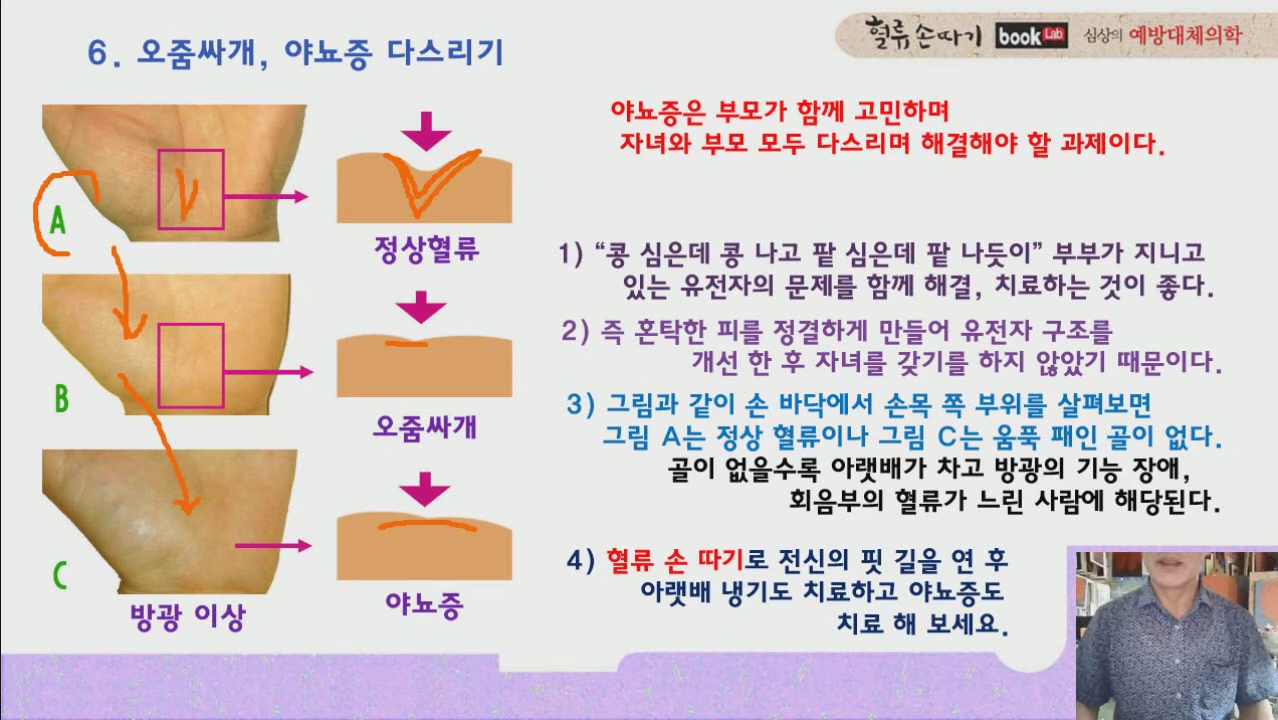 6. 오줌싸개, 야뇨증 다스리기
혈류 손따기 book Lab 심상의 예방대체의학
야뇨증은 부모가 함께 고민하며
자녀와 부모 모두 다스리며 해결해야 할 과제이다.
A
정상혈류
B
오줌싸개
C
방광 이상
야뇨증
1) “콩 심은데 콩 나고 팥 심은데 팥 나듯이” 부부가 지니고
있는 유전자의 문제를 함께 해결, 치료하는 것이 좋다.
2) 즉 혼탁한 피를 정결하게 만들어 유전자 구조를
개선 한 후 자녀를 갖기를 하지 않았기 때문이다.
3) 그림과 같이 손 바닥에서 손목 쪽 부위를 살펴보면
그림 A는 정상 혈류이나 그림 C는 움푹 패인 골이 없다.
골이 없을수록 아랫배가 차고 방광의 기능 장애,
회음부의 혈류가 느린 사람에 해당된다.
4) 혈류 손 따기로 전신의 핏 길을 연 후
아랫배 냉기도 치료하고 야뇨증도
치료 해 보세요.